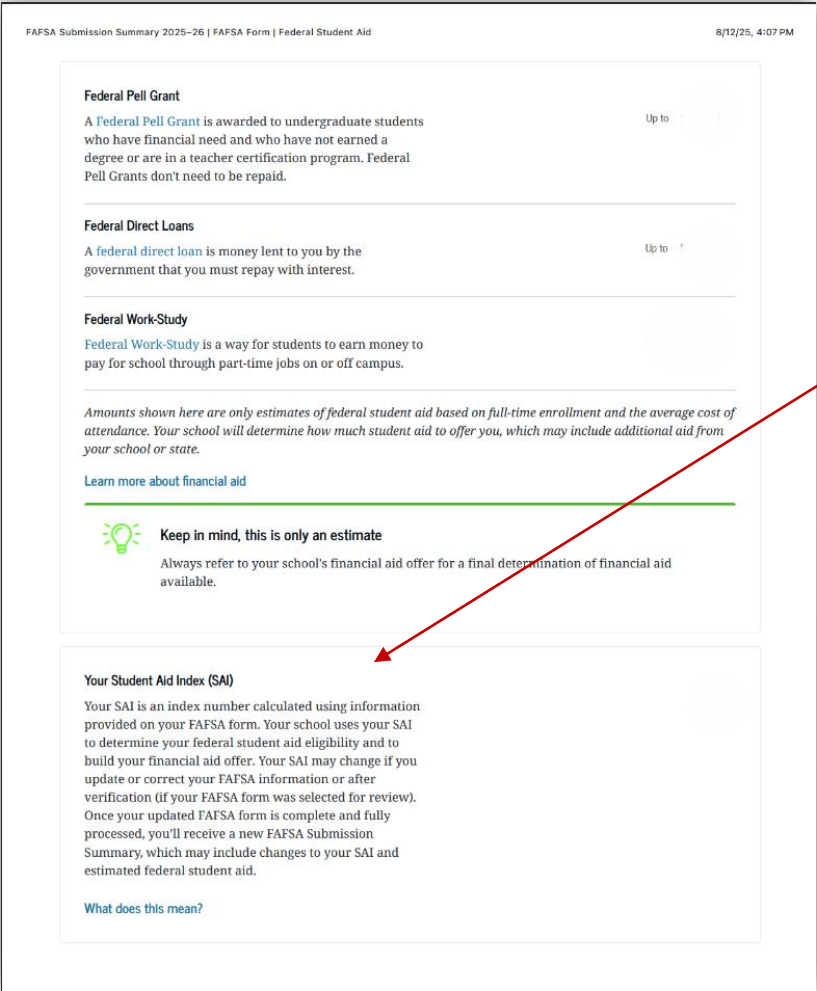 FAFSA Submission Summary 2025–26 | FAFSA Form | Federal Student Aid
8/12/25, 4:07 PM
Federal Pell Grant
A Federal Pell Grant is awarded to undergraduate students
who have financial need and who have not earned a
degree or are in a teacher certification program. Federal
Pell Grants don't need to be repaid.
Up to
Federal Direct Loans
A federal direct loan is money lent to you by the
government that you must repay with interest.
Up to
Federal Work-Study
Federal Work-Study is a way for students to earn money to
pay for school through part-time jobs on or off campus.
Amounts shown here are only estimates of federal student aid based on full-time enrollment and the average cost of
attendance. Your school will determine how much student aid to offer you, which may include additional aid from
your school or state.
Learn more about financial aid
Keep in mind, this is only an estimate
Always refer to your school's financial aid offer for a final determination of financial aid
available.
Your Student Aid Index (SAI)
Your SAI is an index number calculated using information
provided on your FAFSA form. Your school uses your SAI
to determine your federal student aid eligibility and to
build your financial aid offer. Your SAI may change if you
update or correct your FAFSA information or after
verification (if your FAFSA form was selected for review).
Once your updated FAFSA form is complete and fully
processed, you'll receive a new FAFSA Submission
Summary, which may include changes to your SAI and
estimated federal student aid.
What does this mean?